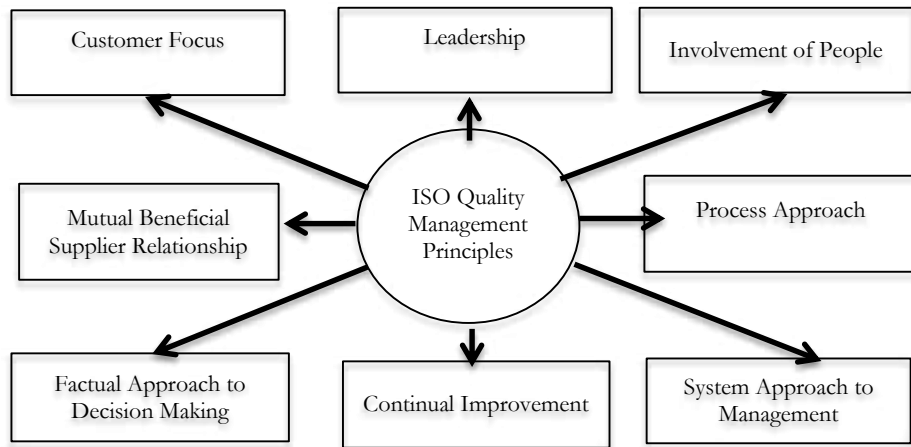 Customer Focus
Leadership
Involvement of People
Mutual Beneficial
Supplier Relationship
ISO Quality
Management
Principles
Process Approach
Factual Approach to
Decision Making
Continual Improvement
System Approach to
Management